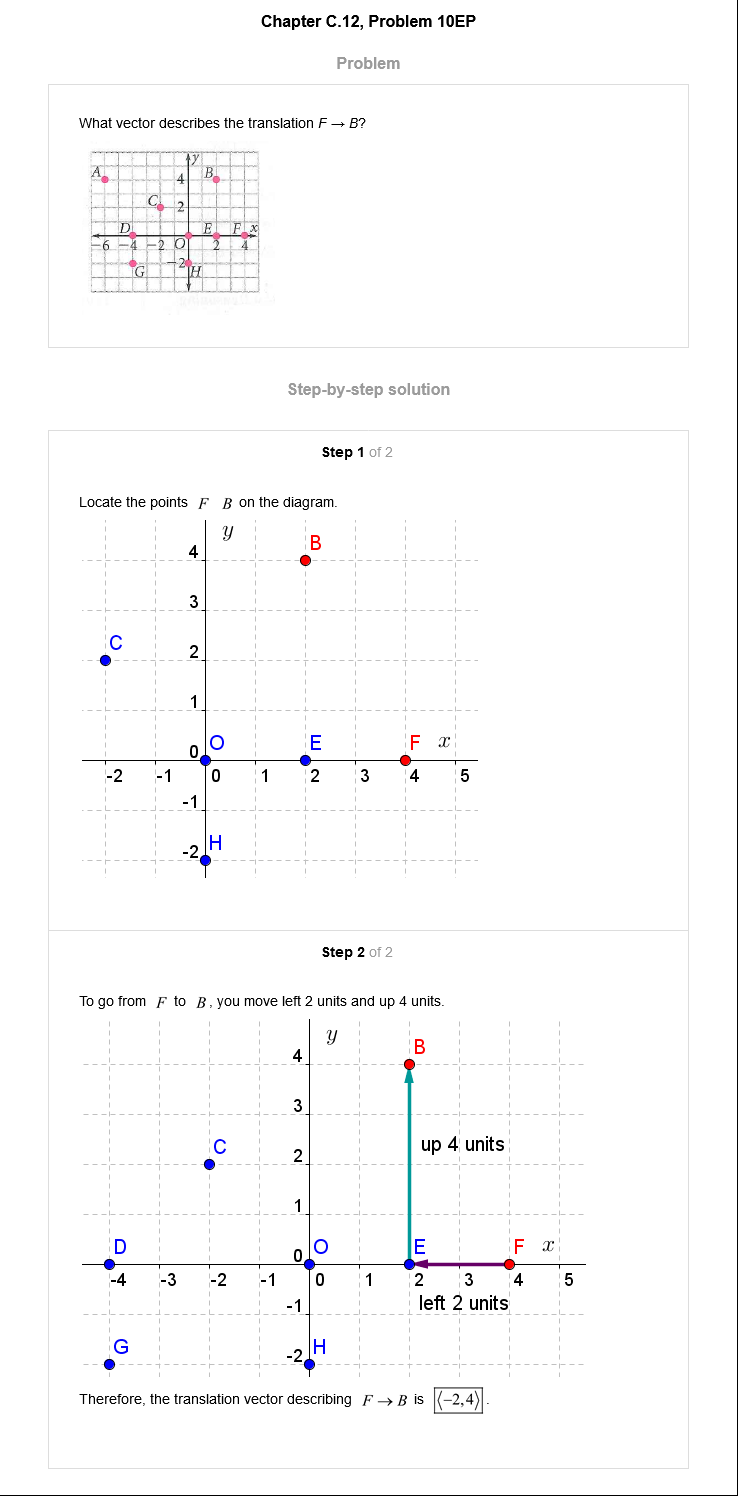 Chapter C.12, Problem 10EP
Problem
What vector describes the translation F → B?
y
A
4
B
C
2
D
E
F
x
−6 −4 −2 O 2 4
−2
G
H
Step-by-step solution
Step 1 of 2
Locate the points F B on the diagram.
y
4
B
3
C
2
1
0
O
E
F
x
-2 -1 0 1 2 3 4 5
-1
H
-2
Step 2 of 2
To go from F to B, you move left 2 units and up 4 units.
y
4
B
3
up 4 units
C
2
1
D
0
O
E
F
x
-4 -3 -2 -1 0 1 2 3 4 5
-1
left 2 units
G
H
-2
Therefore, the translation vector describing F → B is ⟨−2,4⟩.